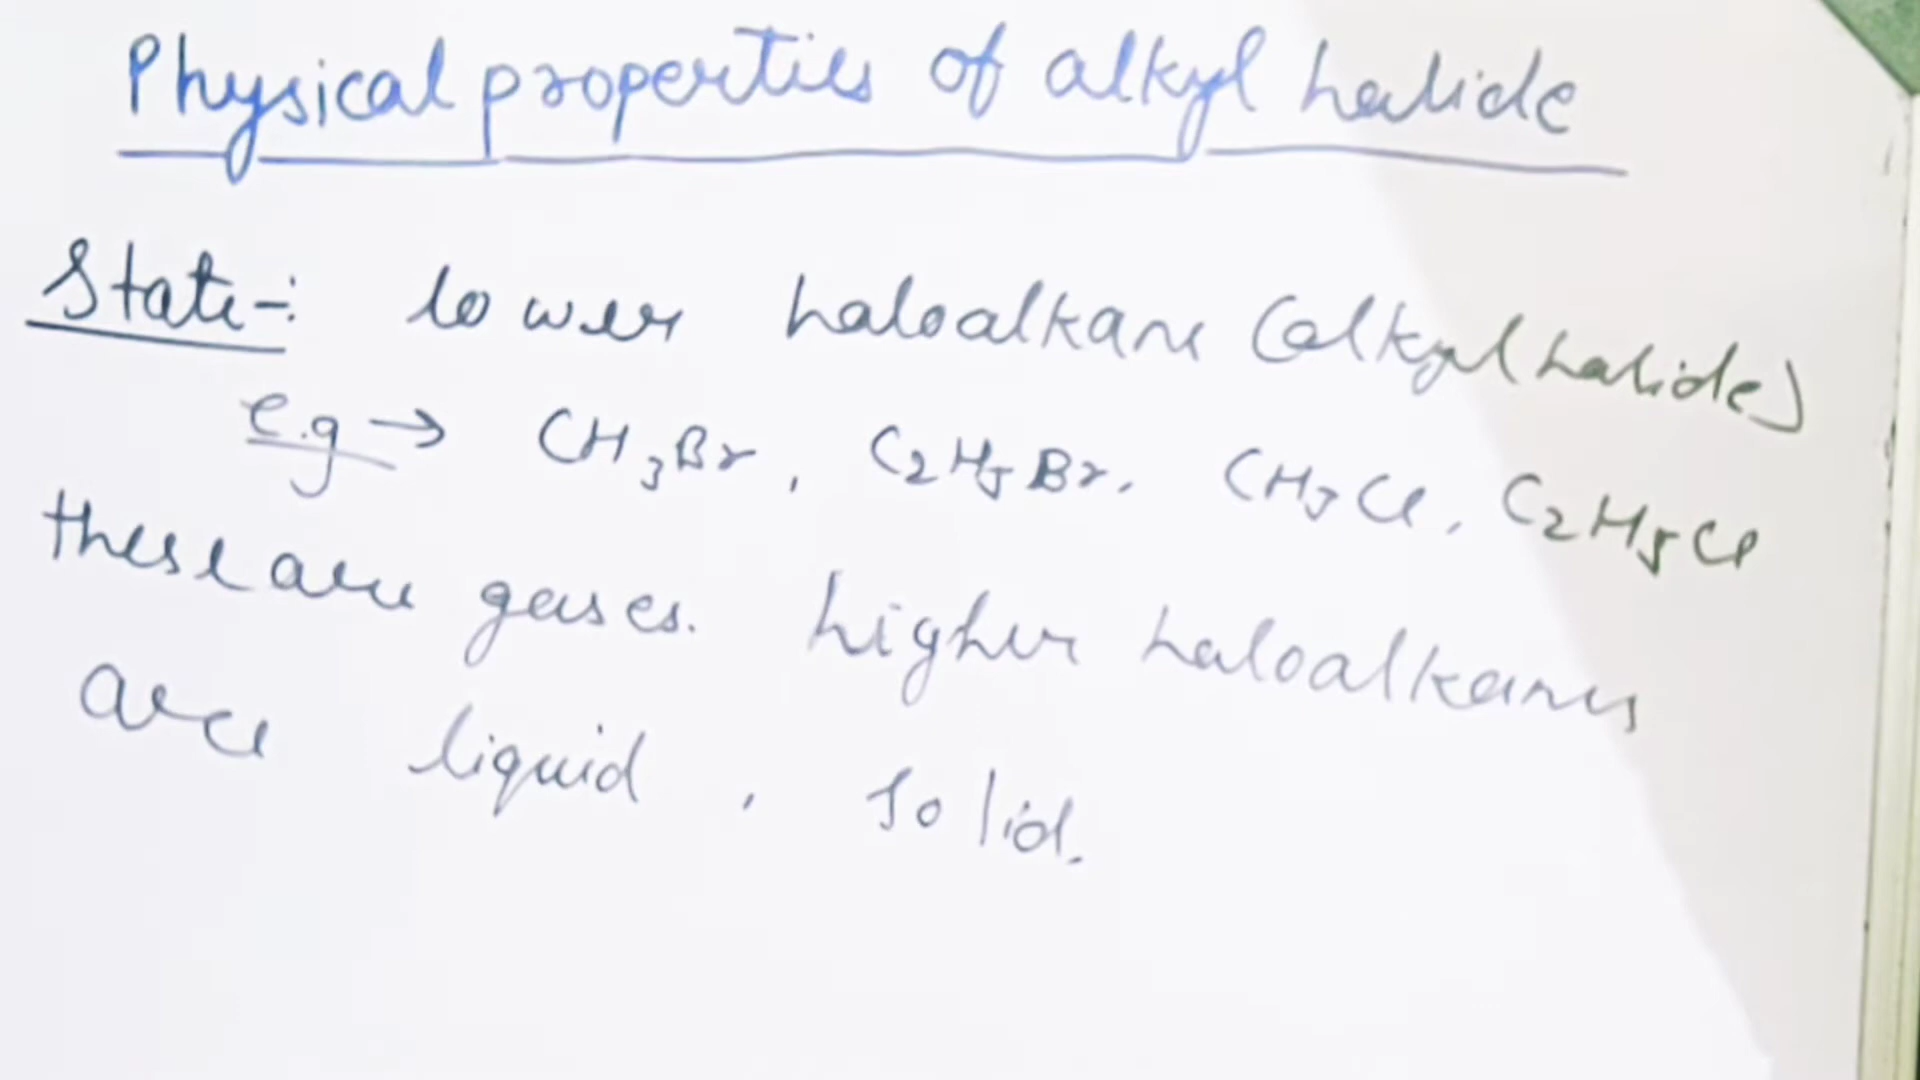 Physical properties of alkyl halide
State-: lower haloalkane (alkyl halide)
e.g → CH₃Br, C₂H₅Br, CH₃Cl, C₂H₅Cl
these are gases. higher haloalkanes
are liquid, solid.